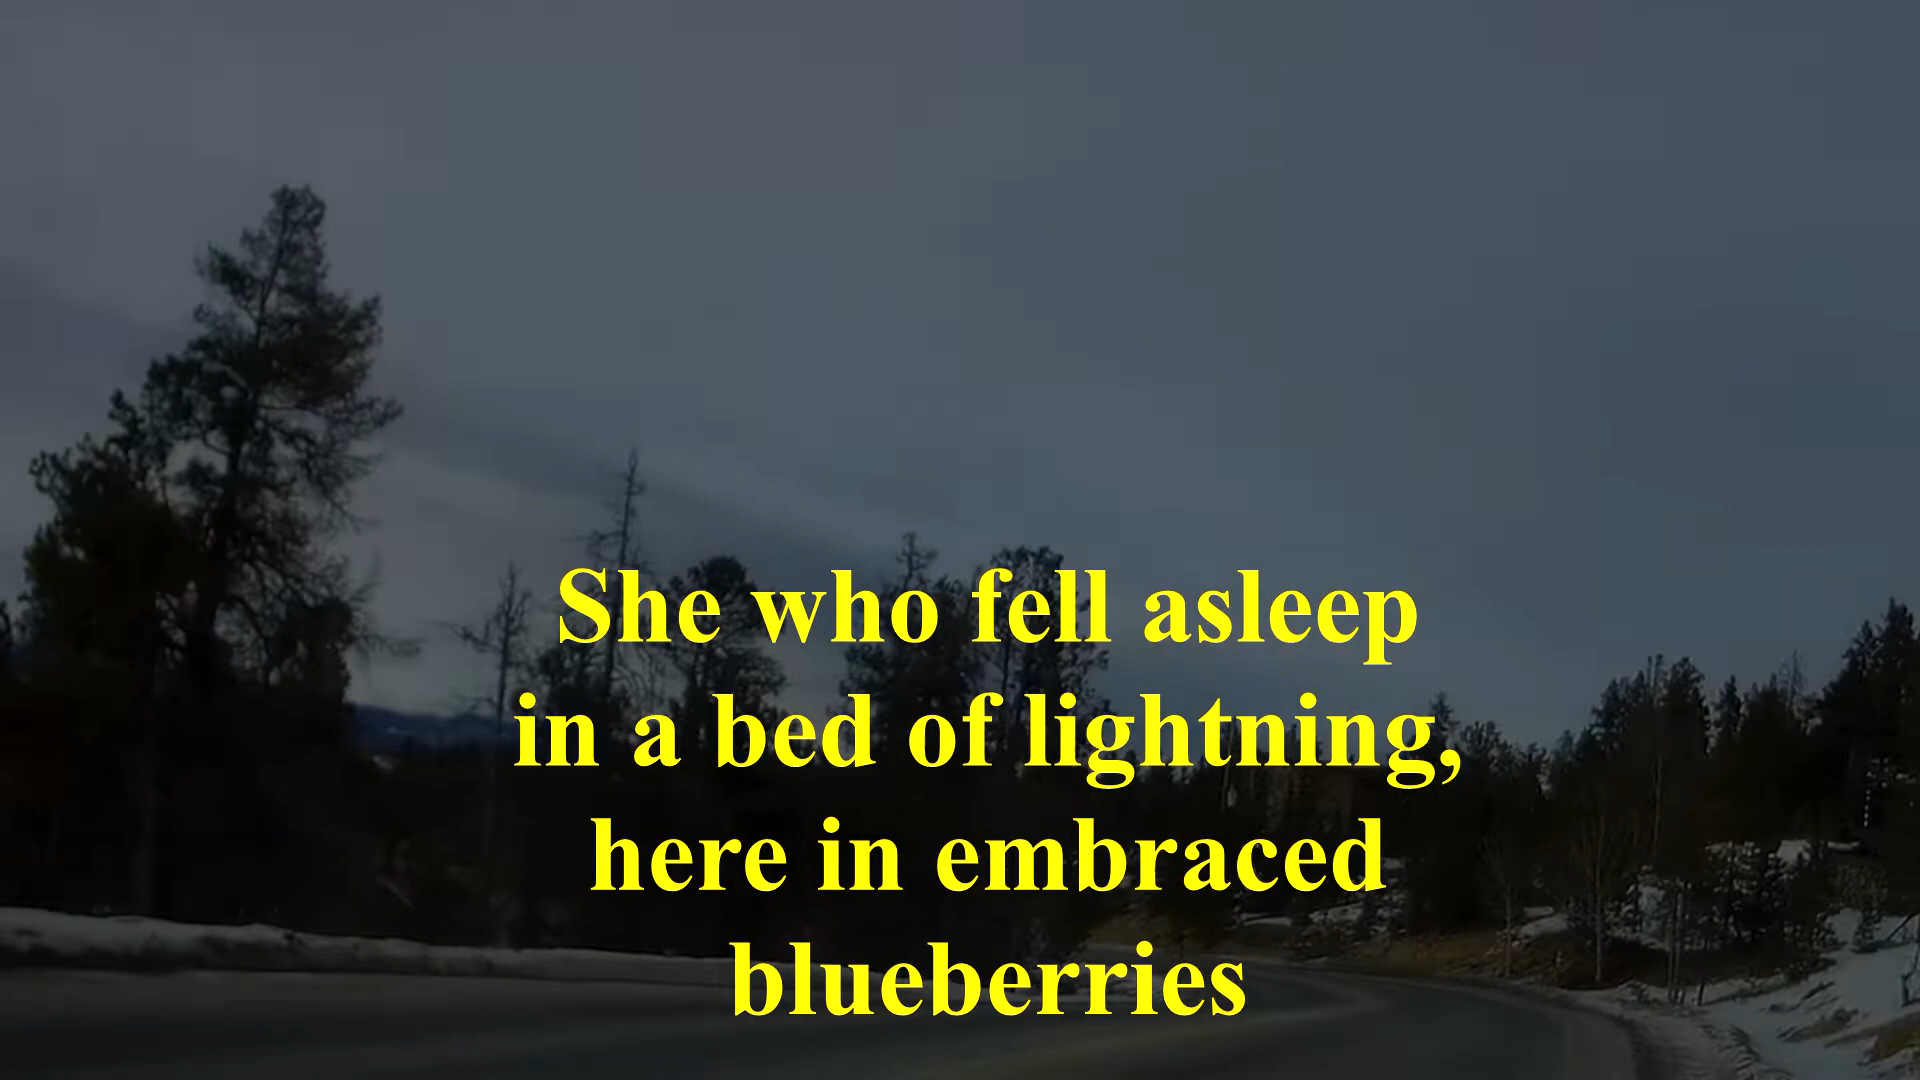 She who fell asleep
in a bed of lightning,
here in embraced
blueberries